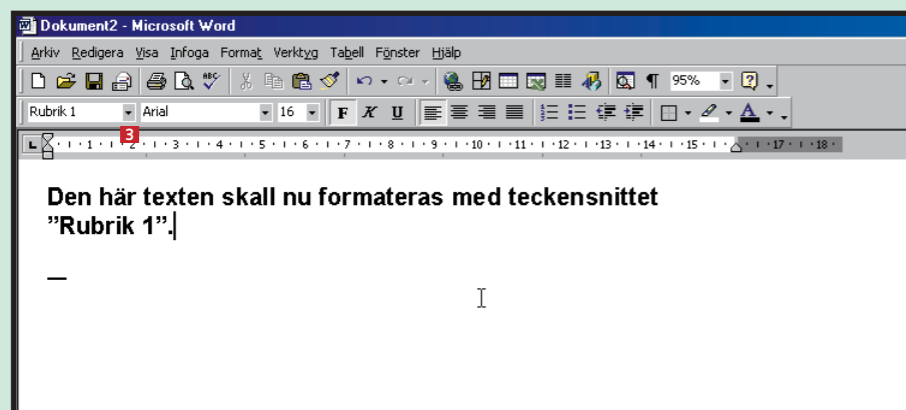 Dokument2 - Microsoft Word
Arkiv Redigera Visa Infoga Format Verktyg Tabell Fönster Hjälp
ABC ¶ 95%
Rubrik 1 Arial 16 F K U A
3
1 2 3 4 5 6 7 8 9 10 11 12 13 14 15 17 18
Den här texten skall nu formateras med teckensnittet
”Rubrik 1”.